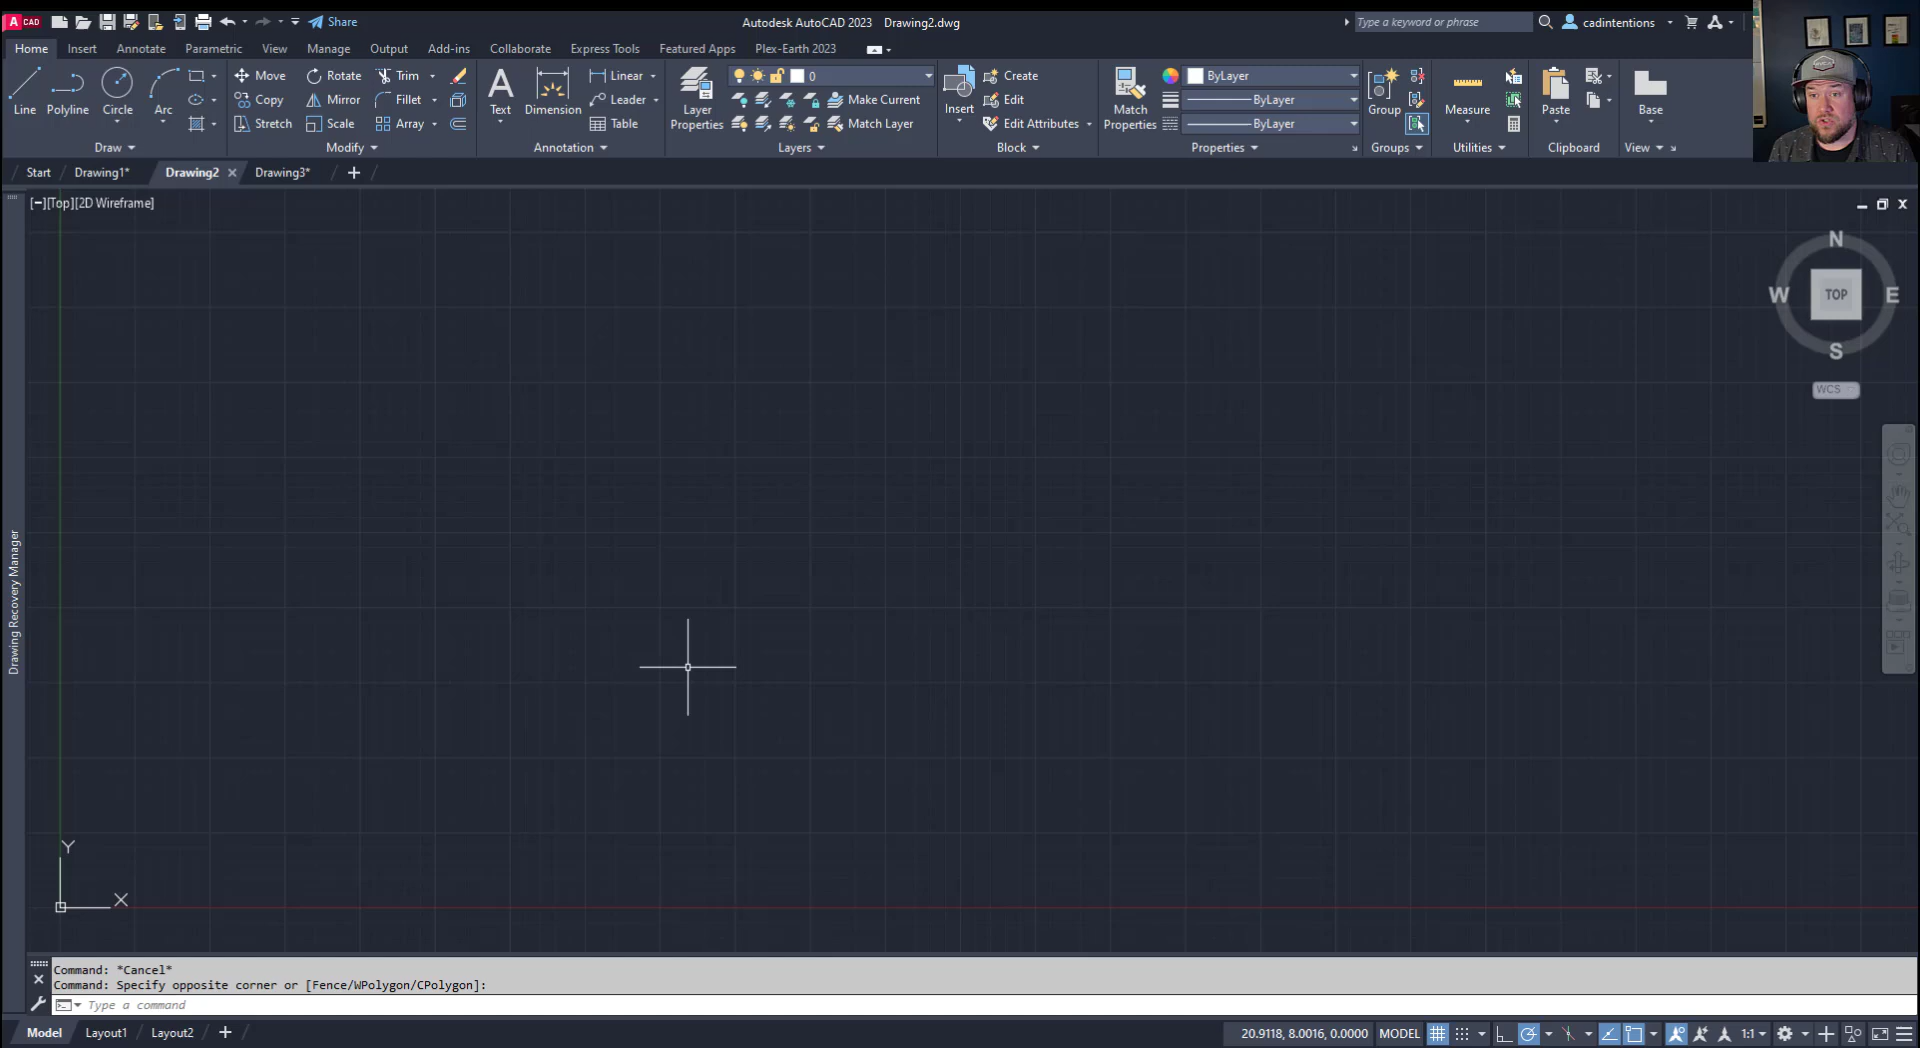 CAD Share Autodesk AutoCAD 2023 Drawing2.dwg Type a keyword or phrase cadintentions
Home Insert Annotate Parametric View Manage Output Add-ins Collaborate Express Tools Featured Apps Plex-Earth 2023
Line Polyline Circle Arc
Draw
Move Rotate Trim
Copy Mirror Fillet
Stretch Scale Array
Modify
Text Dimension
Linear
Leader
Table
Annotation
Layer Properties
0
Make Current
Match Layer
Layers
Insert
Create
Edit
Edit Attributes
Block
Match Properties
ByLayer
ByLayer
ByLayer
Properties
Group
Groups
Measure
Utilities
Paste
Clipboard
Base
View
Start Drawing1* Drawing2 Drawing3*
[−][Top][2D Wireframe]
N
W TOP E
S
WCS
Drawing Recovery Manager
Y
X
Command: *Cancel*
Command: Specify opposite corner or [Fence/WPolygon/CPolygon]:
Type a command
Model Layout1 Layout2 20.9118, 8.0016, 0.0000 MODEL 1:1